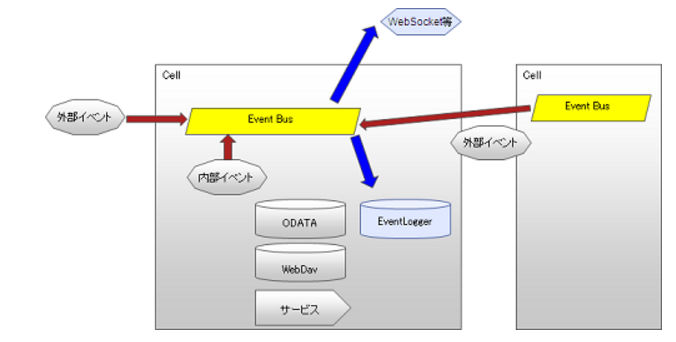 WebSocket等
Cell
Cell
Event Bus
Event Bus
外部イベント
外部イベント
内部イベント
ODATA
EventLogger
WebDav
サービス